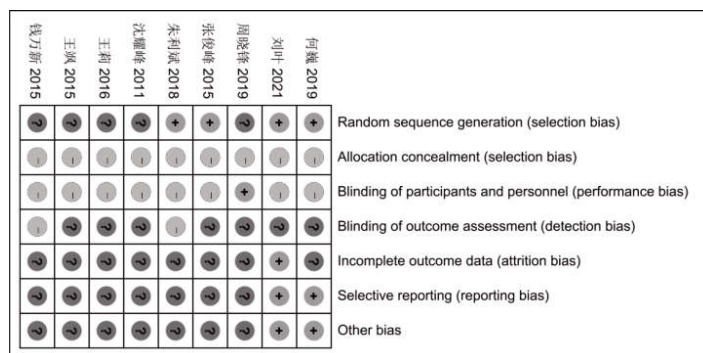 钱万新 2015
王飒 2015
王莉 2016
沈耀峰 2011
朱利斌 2018
张俊峰 2015
周晓锋 2019
刘叶 2021
何巍 2019
? ? ? ? + + ? + + Random sequence generation (selection bias)
– – – – – – – – – Allocation concealment (selection bias)
– – – – – – + – – Blinding of participants and personnel (performance bias)
– ? ? ? – ? ? ? ? Blinding of outcome assessment (detection bias)
? ? ? ? ? ? ? + ? Incomplete outcome data (attrition bias)
? ? ? ? ? ? ? + + Selective reporting (reporting bias)
? ? ? ? ? ? ? + + Other bias